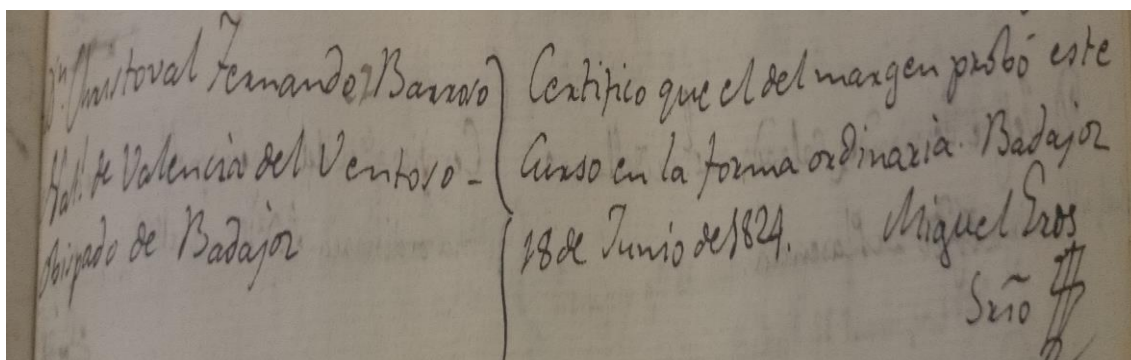 Dn. Christoval Fernandez Barroso
Natl. de Valencia del Ventoso -
Obispado de Badajoz
Certifico que el del margen probó este
Curso en la forma ordinaria. Badajoz
18 de Junio de 1824. Miguel Eros
Srio